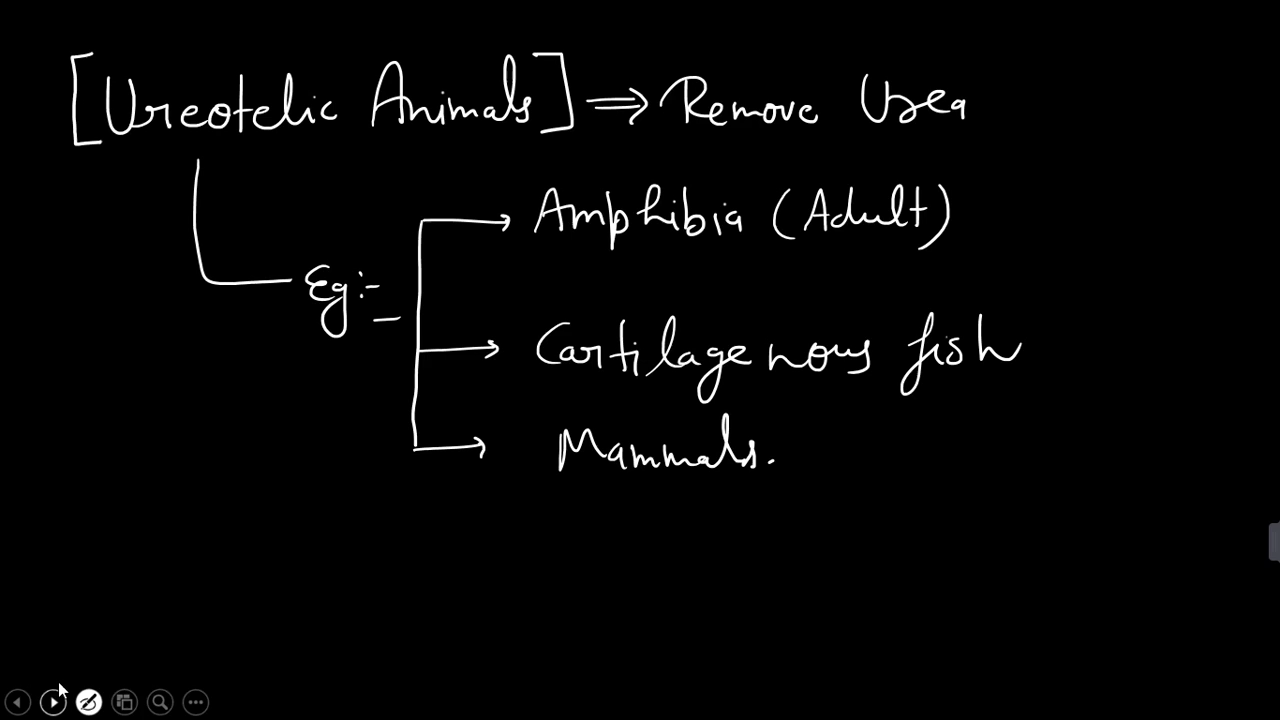 [Ureotelic Animals] ⇒ Remove Urea
Amphibia (Adult)
Eg:-
Cartilagenous fish
Mammals.